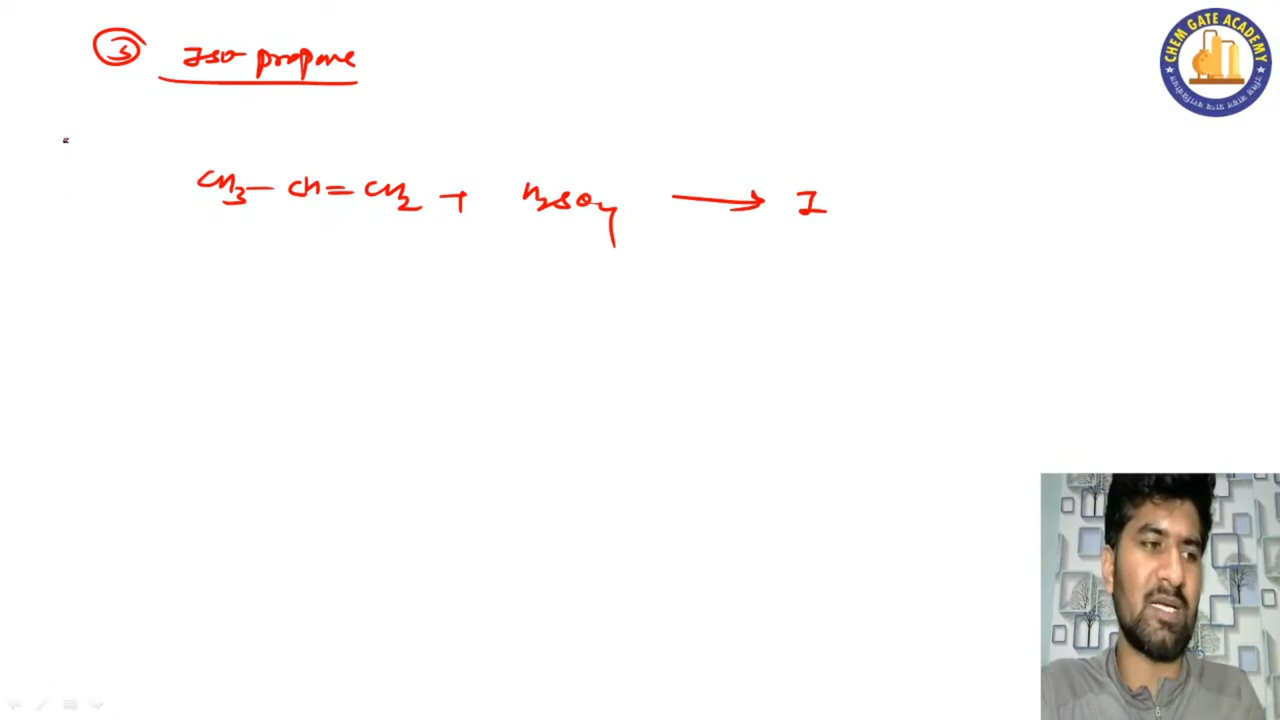 ③ Iso propane
CH3 – CH = CH2 + H2SO4 ⟶ I
CHEM GATE ACADEMY